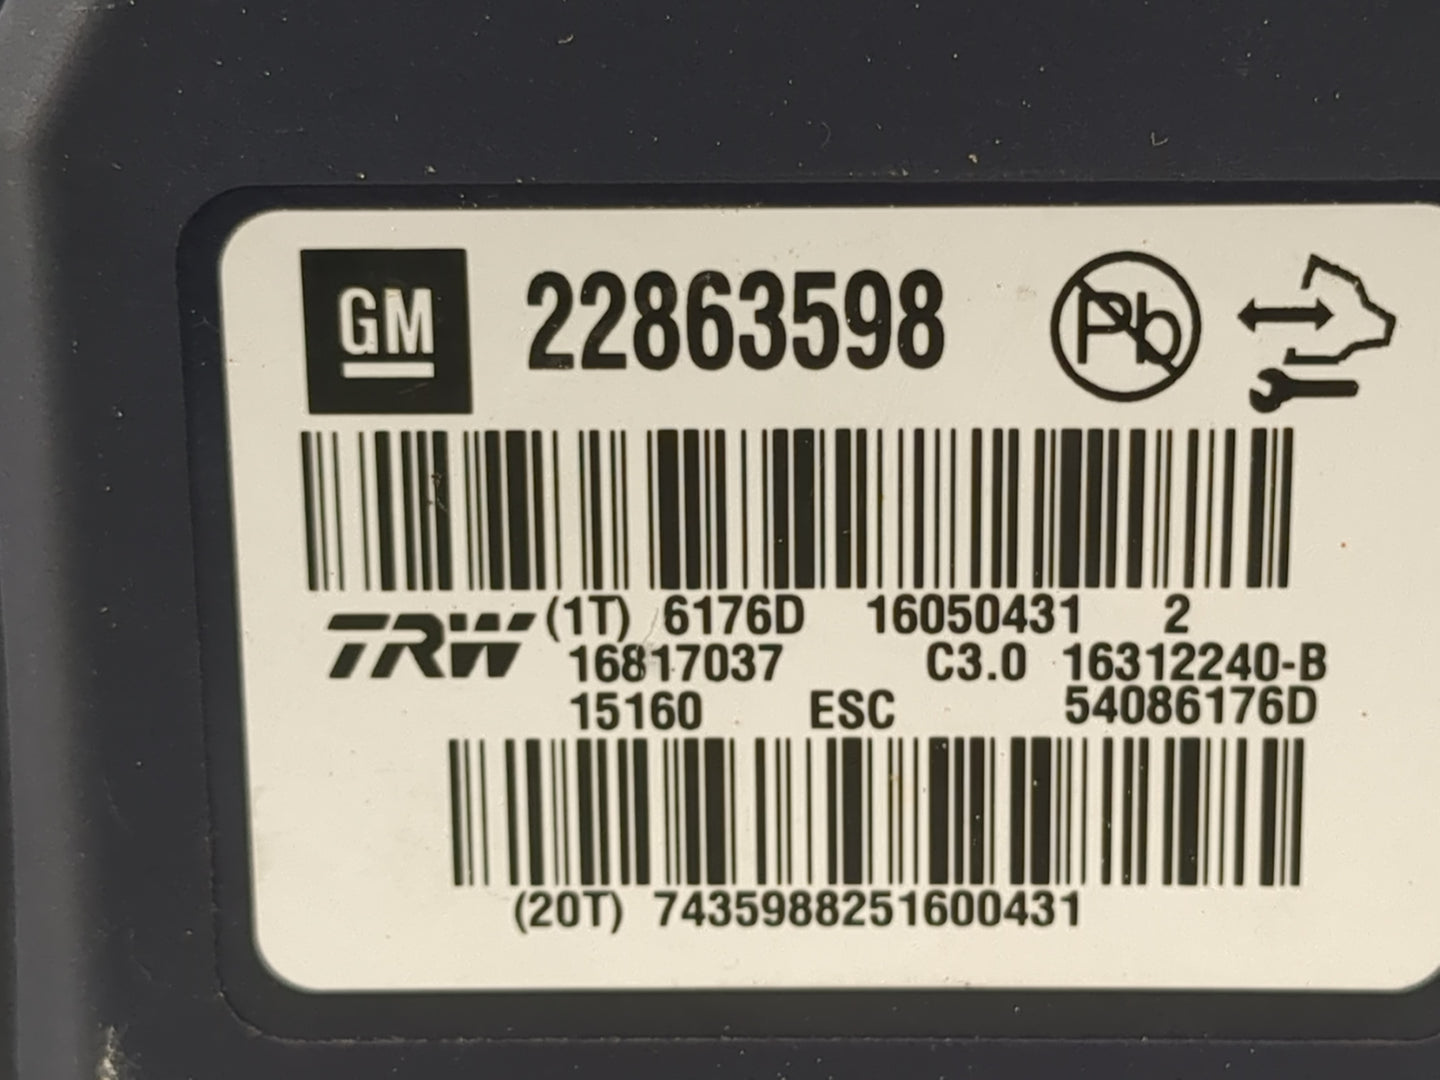 GM 22863598 Pb
TRW (1T) 6176D 16050431 2
16817037 C3.0 16312240-B
15160 ESC 54086176D
(20T) 7435988251600431